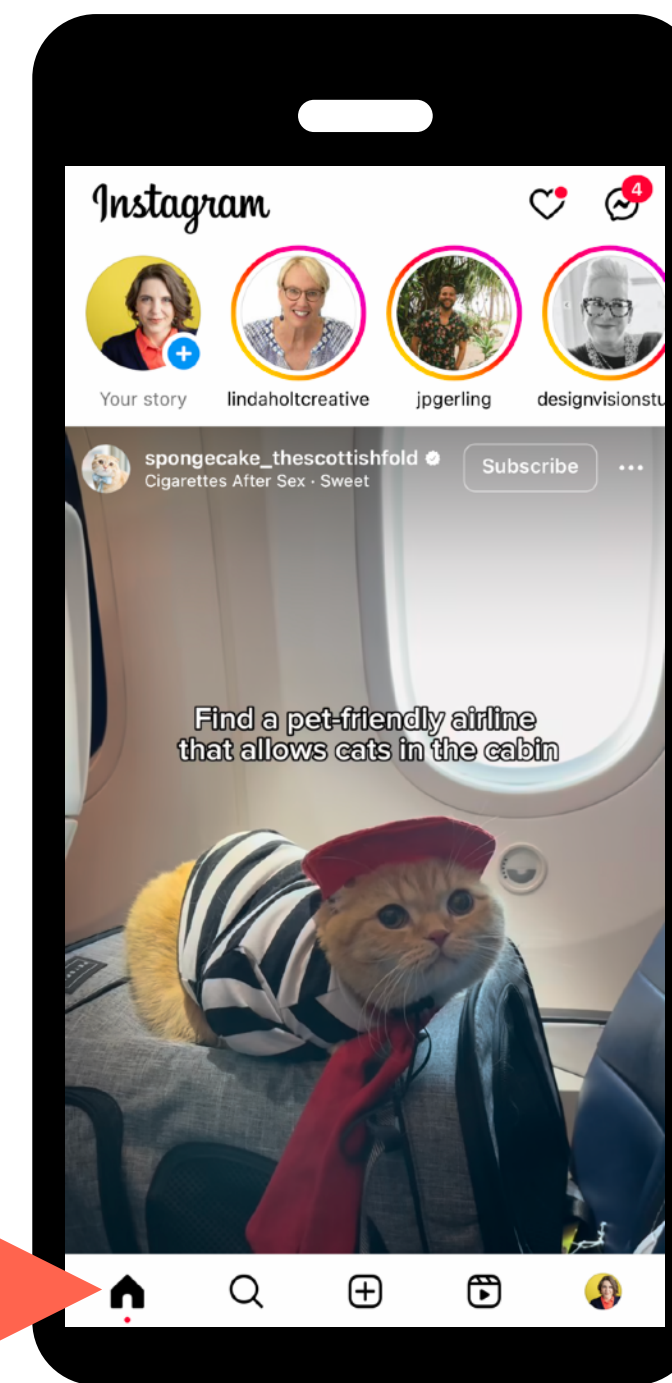 Instagram
4
Your story
lindaholtcreative
jpgerling
designvisionstu
spongecake_thescottishfold
Subscribe
Cigarettes After Sex · Sweet
Find a pet-friendly airline
that allows cats in the cabin